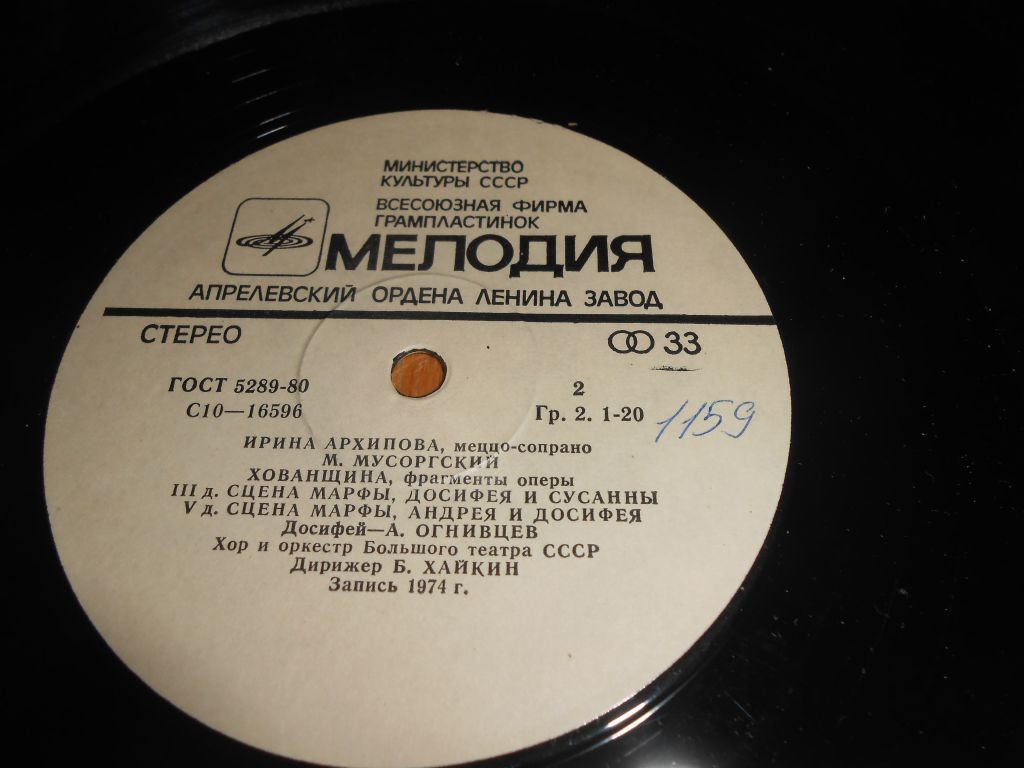 МИНИСТЕРСТВО
КУЛЬТУРЫ СССР
ВСЕСОЮЗНАЯ ФИРМА
ГРАМПЛАСТИНОК
МЕЛОДИЯ
АПРЕЛЕВСКИЙ ОРДЕНА ЛЕНИНА ЗАВОД
СТЕРЕО 33
ГОСТ 5289-80 2
С10—16596 Гр. 2. 1-20 1159
ИРИНА АРХИПОВА, меццо-сопрано
М. МУСОРГСКИЙ
ХОВАНЩИНА, фрагменты оперы
III д. СЦЕНА МАРФЫ, ДОСИФЕЯ И СУСАННЫ
V д. СЦЕНА МАРФЫ, АНДРЕЯ И ДОСИФЕЯ
Досифей—А. ОГНИВЦЕВ
Хор и оркестр Большого театра СССР
Дирижер Б. ХАЙКИН
Запись 1974 г.